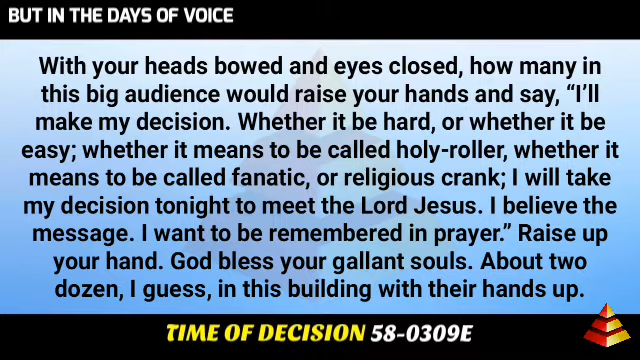 BUT IN THE DAYS OF VOICE
With your heads bowed and eyes closed, how many in
this big audience would raise your hands and say, “I’ll
make my decision. Whether it be hard, or whether it be
easy; whether it means to be called holy-roller, whether it
means to be called fanatic, or religious crank; I will take
my decision tonight to meet the Lord Jesus. I believe the
message. I want to be remembered in prayer.” Raise up
your hand. God bless your gallant souls. About two
dozen, I guess, in this building with their hands up.
TIME OF DECISION 58-0309E